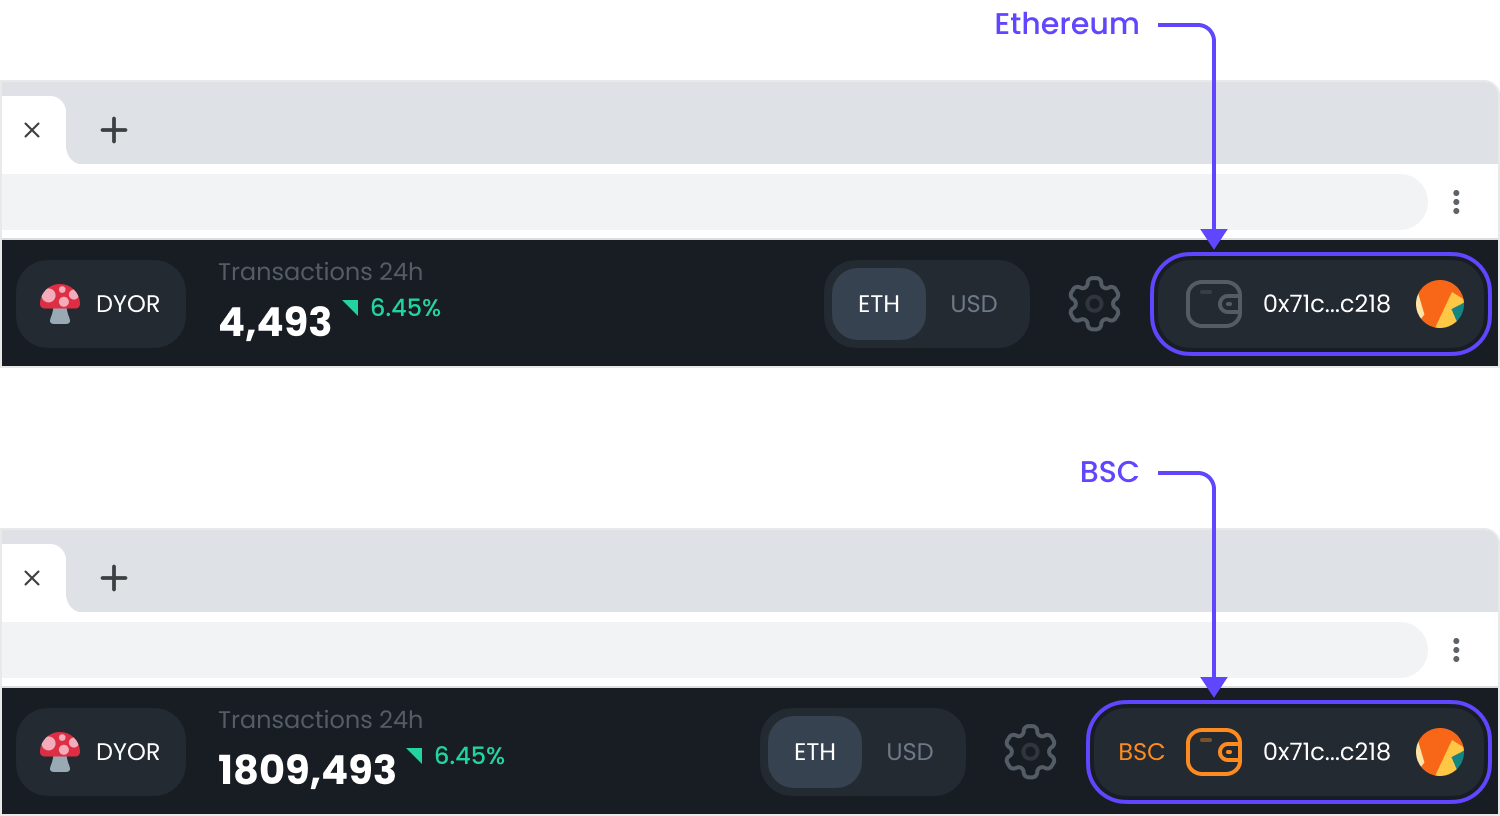 Ethereum
DYOR
Transactions 24h
4,493
6.45%
ETH
USD
0x71c...c218
BSC
DYOR
Transactions 24h
1809,493
6.45%
ETH
USD
BSC
0x71c...c218